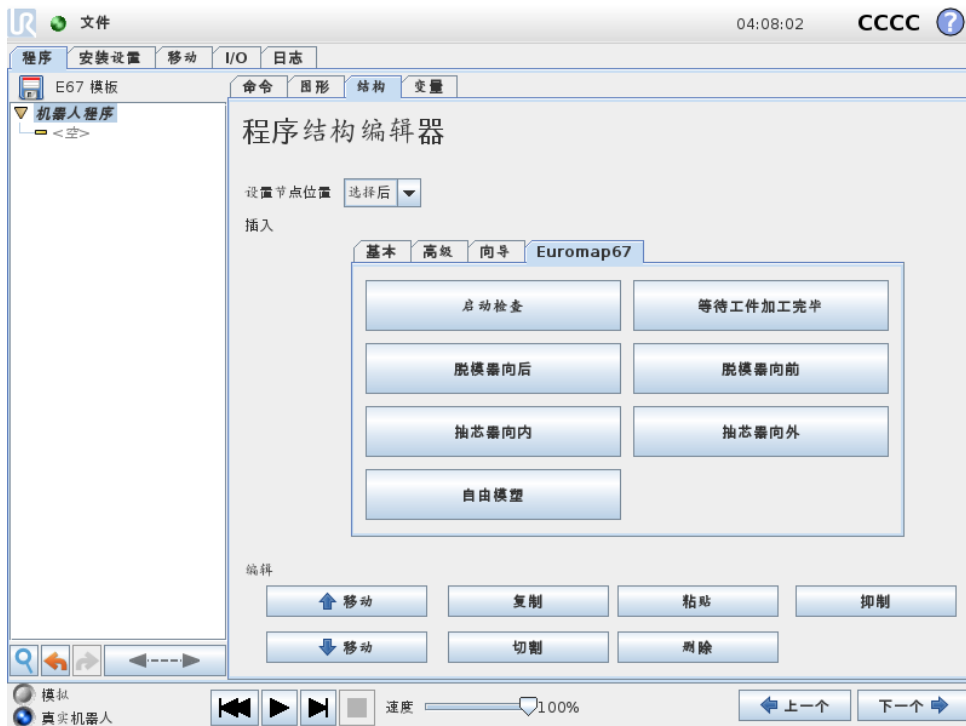 UR 文件 04:08:02 CCCC ?
程序 安装设置 移动 I/O 日志
E67 模板 命令 图形 结构 变量
机器人程序
<空>
程序结构编辑器
设置节点位置 选择后
插入
基本 高级 向导 Euromap67
启动检查 等待工件加工完毕
脱模器向后 脱模器向前
抽芯器向内 抽芯器向外
自由模塑
编辑
移动 复制 粘贴 抑制
移动 切割 删除
模拟
真实机器人
速度 100% 上一个 下一个